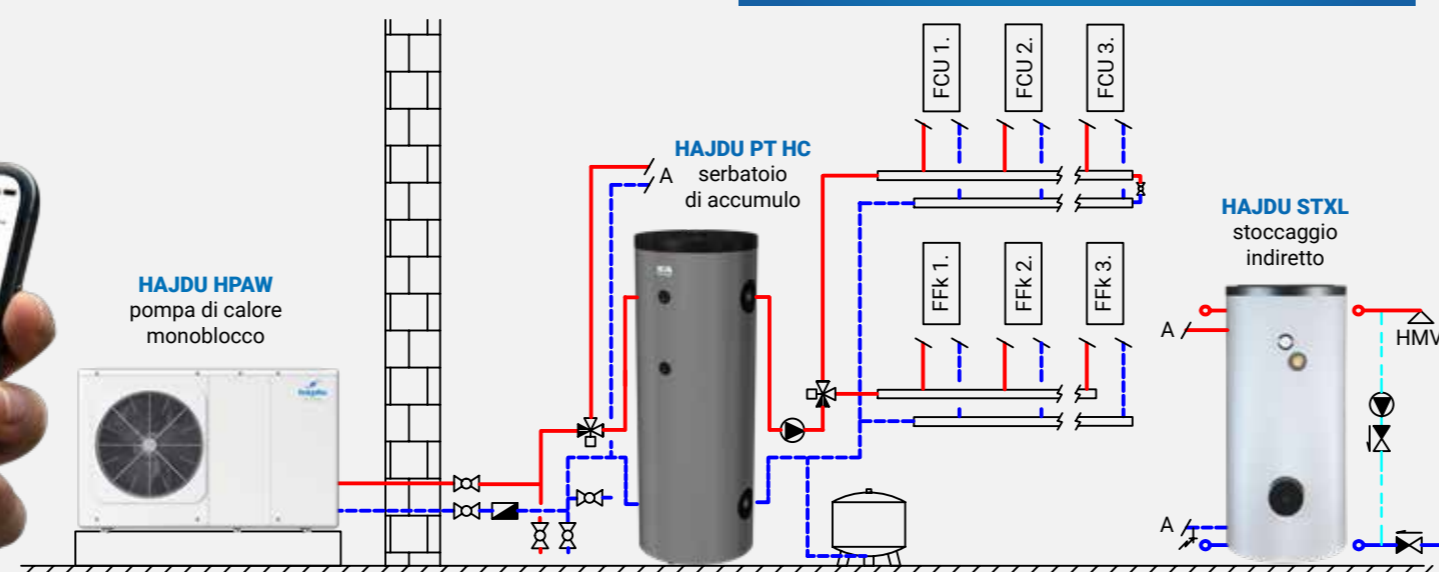 FCU 1.
FCU 2.
FCU 3.
HAJDU PT HC
serbatoio
di accumulo
A
HAJDU STXL
stoccaggio
indiretto
FFk 1.
FFk 2.
FFk 3.
HAJDU HPAW
pompa di calore
monoblocco
A
HMV
A